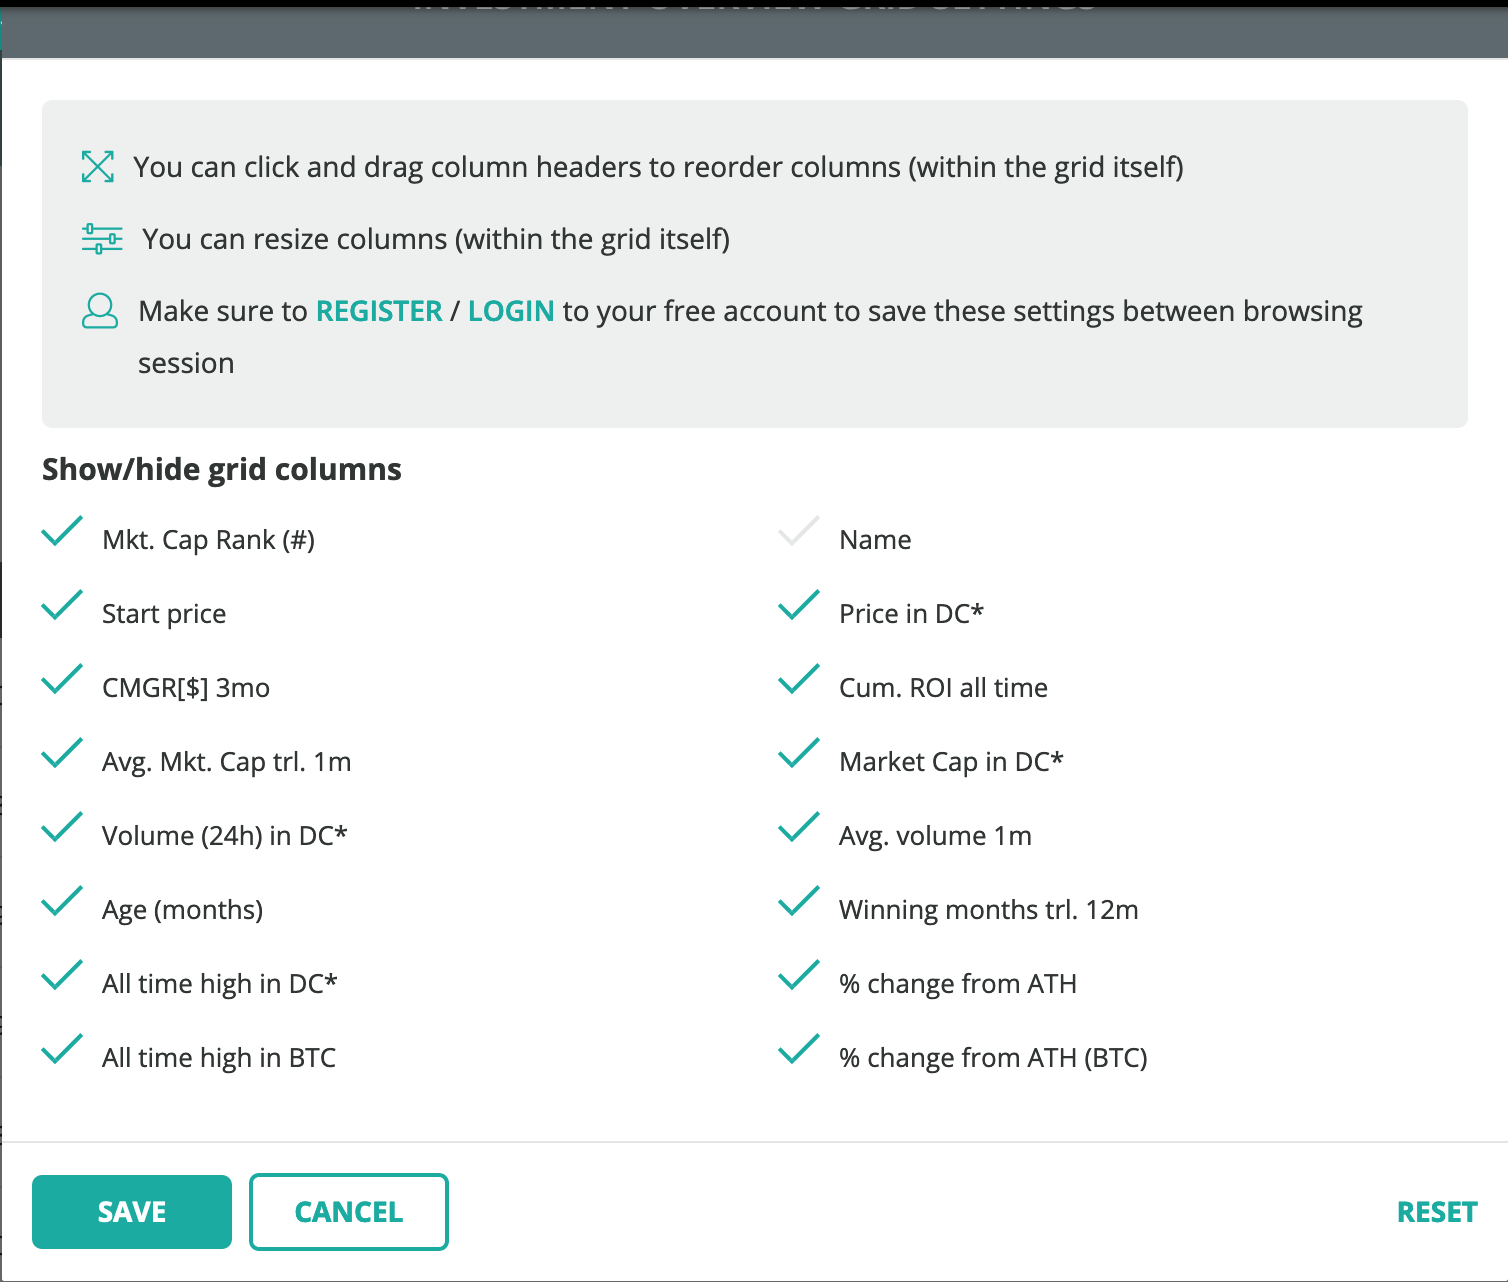 INVESTMENT OVERVIEW GRID SETTINGS
You can click and drag column headers to reorder columns (within the grid itself)
You can resize columns (within the grid itself)
Make sure to REGISTER / LOGIN to your free account to save these settings between browsing
session
Show/hide grid columns
Mkt. Cap Rank (#)
Name
Start price
Price in DC*
CMGR[$] 3mo
Cum. ROI all time
Avg. Mkt. Cap trl. 1m
Market Cap in DC*
Volume (24h) in DC*
Avg. volume 1m
Age (months)
Winning months trl. 12m
All time high in DC*
% change from ATH
All time high in BTC
% change from ATH (BTC)
SAVE
CANCEL
RESET